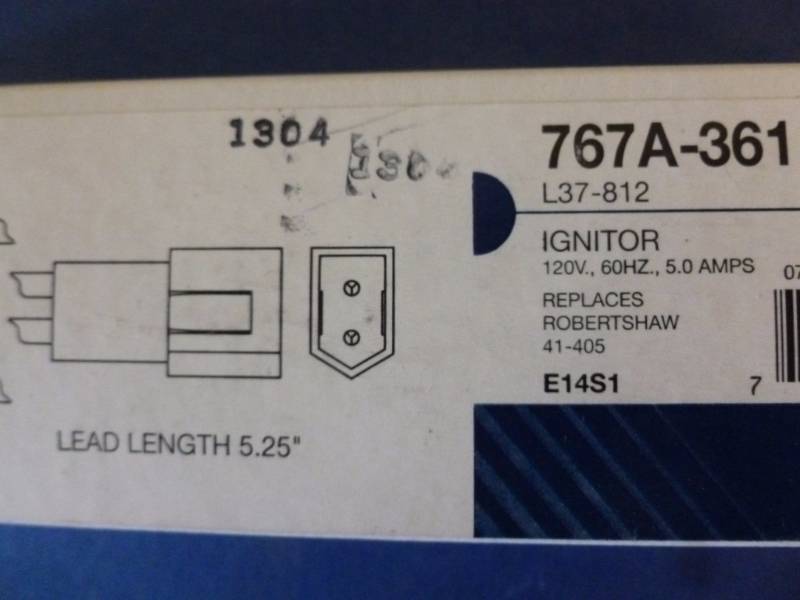 1304
767A-361
L37-812
IGNITOR
120V., 60HZ., 5.0 AMPS
07
REPLACES
ROBERTSHAW
41-405
E14S1
7
LEAD LENGTH 5.25"